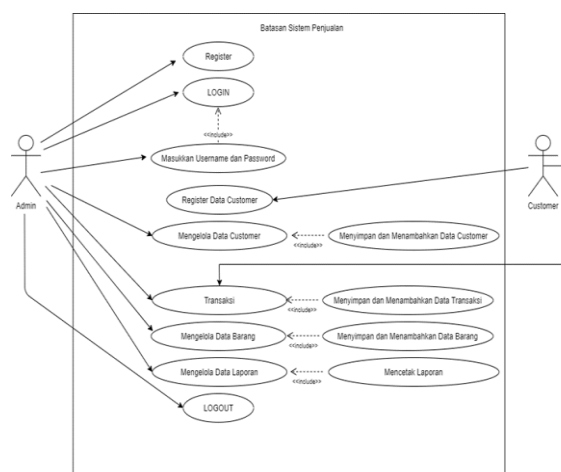 Batasan Sistem Penjualan
Register
LOGIN
<<include>>
Masukkan Username dan Password
Register Data Customer
Admin
Customer
Mengelola Data Customer
Menyimpan dan Menambahkan Data Customer
<<include>>
Transaksi
Menyimpan dan Menambahkan Data Transaksi
<<include>>
Mengelola Data Barang
Menyimpan dan Menambahkan Data Barang
<<include>>
Mengelola Data Laporan
Mencetak Laporan
<<include>>
LOGOUT